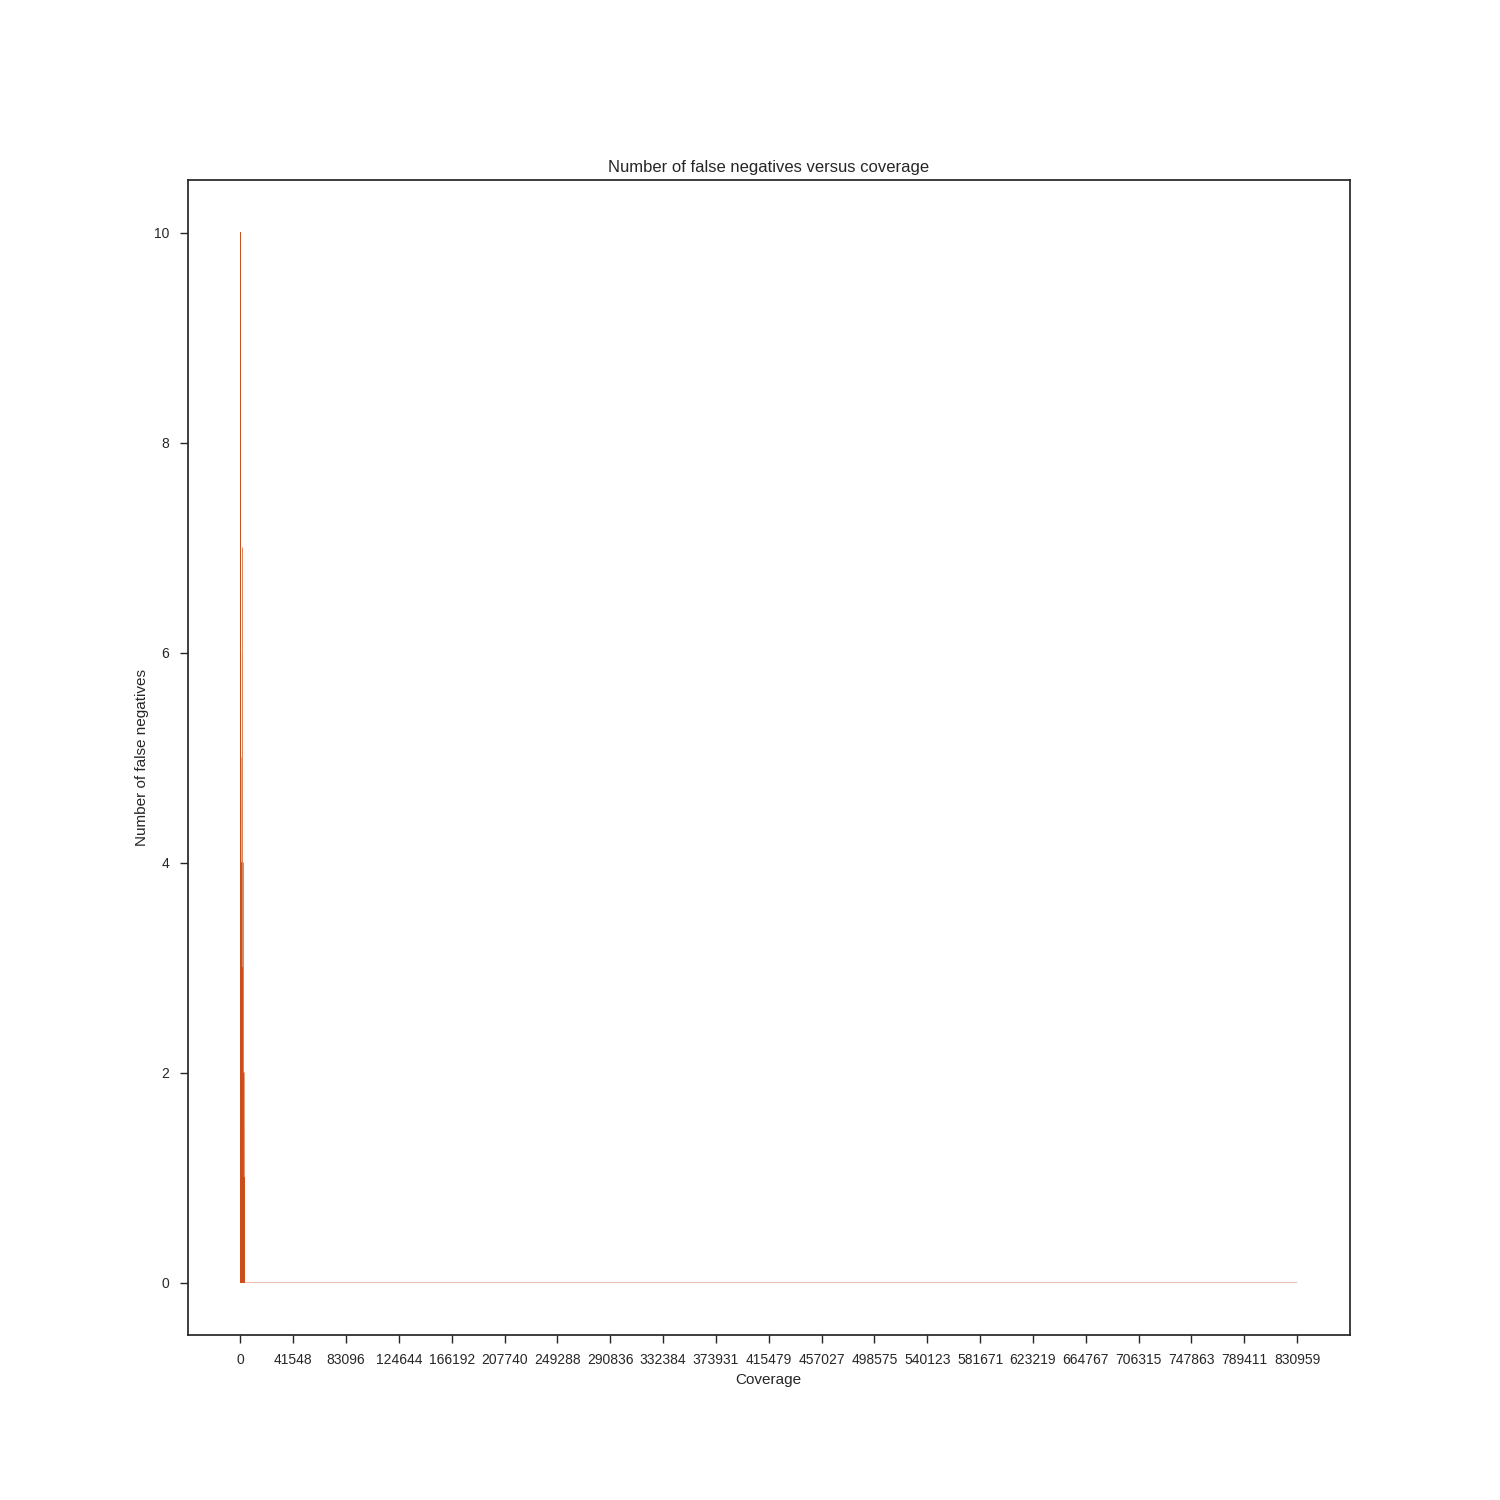 Number of false negatives versus coverage
10
8
6
4
2
0
Number of false negatives
0 41548 83096 124644 166192 207740 249288 290836 332384 373931 415479 457027 498575 540123 581671 623219 664767 706315 747863 789411 830959
Coverage